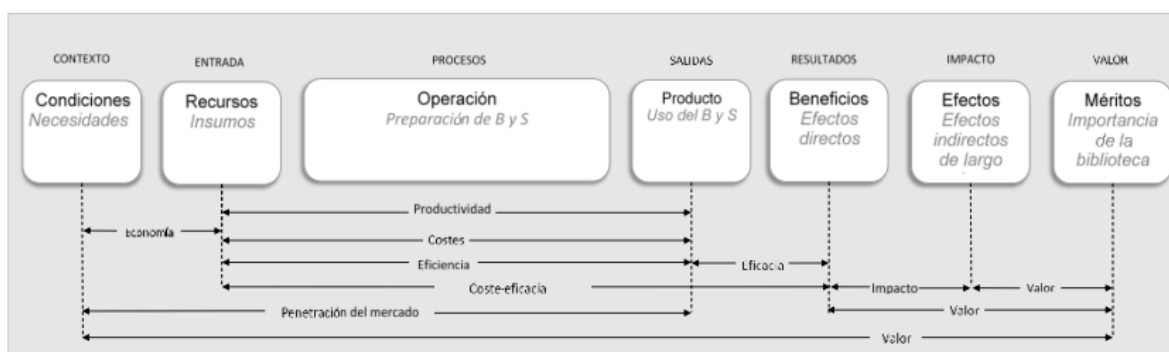 CONTEXTO
ENTRADA
PROCESOS
SALIDAS
RESULTADOS
IMPACTO
VALOR
Condiciones
Necesidades
Recursos
Insumos
Operación
Preparación de B y S
Producto
Uso del B y S
Beneficios
Efectos
directos
Efectos
Efectos
indirectos
de largo
Méritos
Importancia
de la
biblioteca
Productividad
Economía
Costes
Eficiencia
Eficacia
Coste-eficacia
Impacto
Valor
Penetración del mercado
Valor
Valor